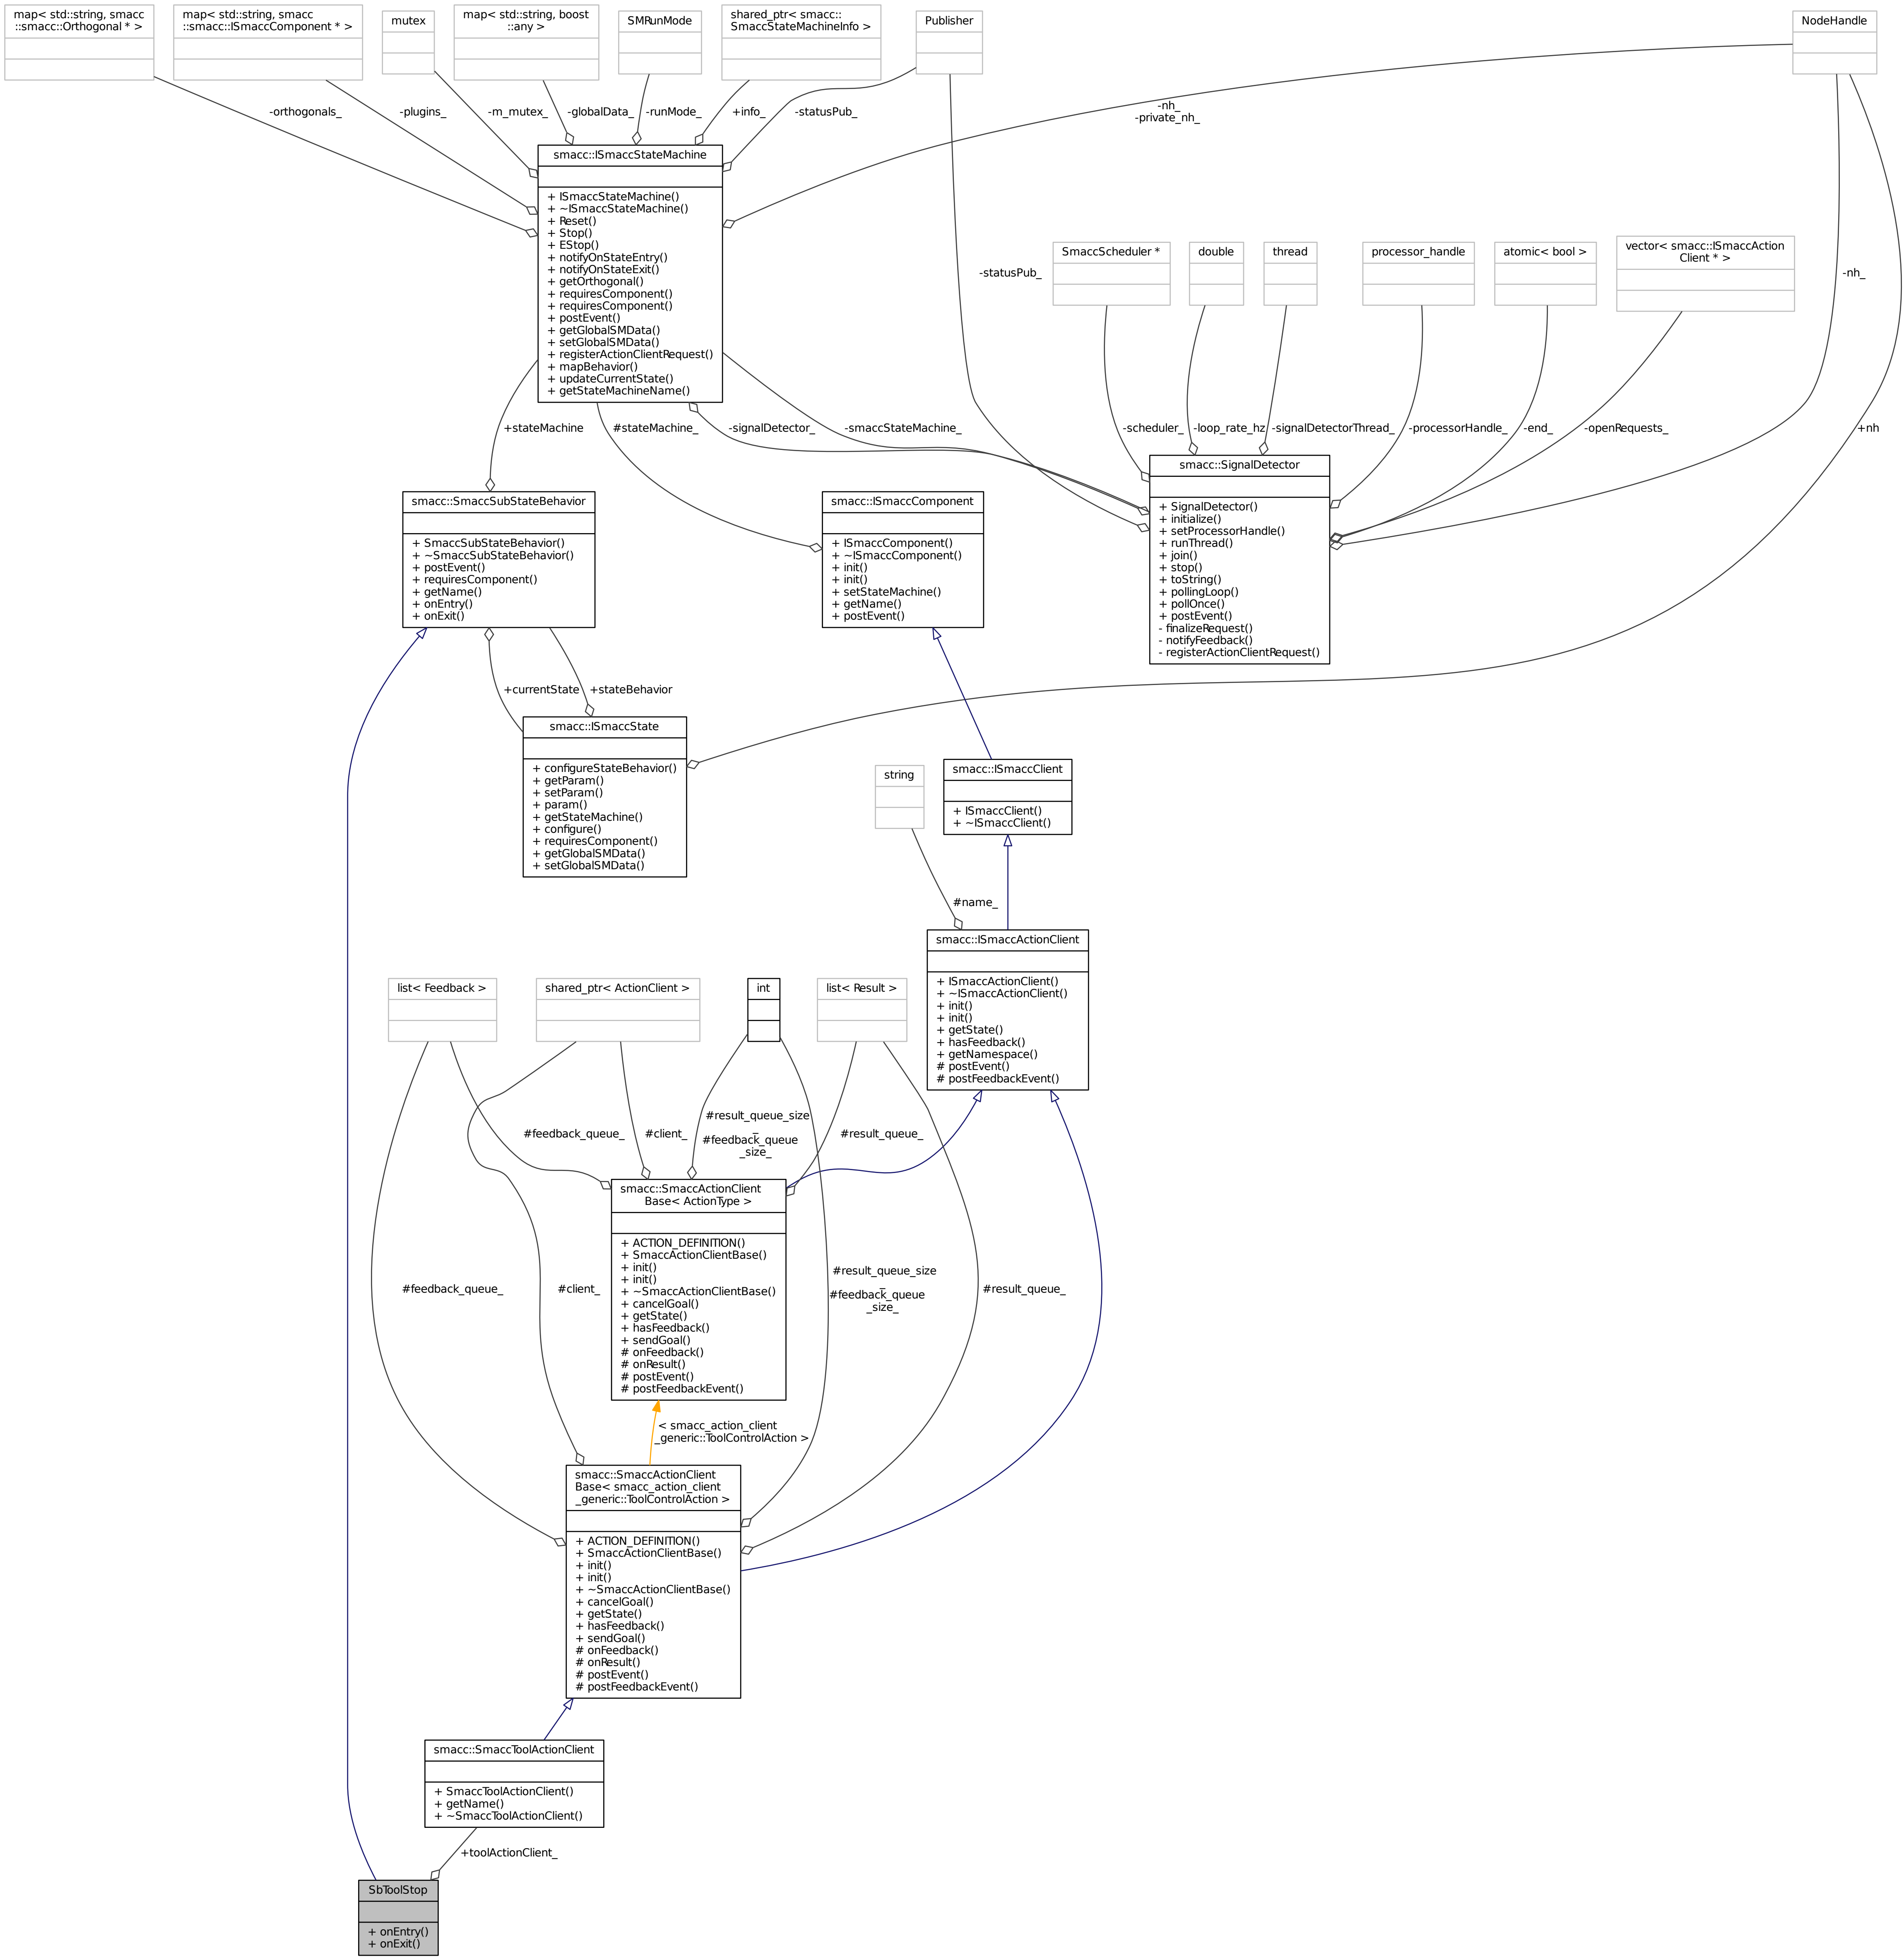 map< std::string, smacc
::smacc::Orthogonal * >
map< std::string, smacc
::smacc::ISmaccComponent * >
mutex
map< std::string, boost
::any >
SMRunMode
shared_ptr< smacc::
SmaccStateMachineInfo >
Publisher
NodeHandle
-orthogonals_
-plugins_
-m_mutex_
-globalData_
-runMode_
+info_
-statusPub_
-nh_
-private_nh_
smacc::ISmaccStateMachine
+ ISmaccStateMachine()
+ ~ISmaccStateMachine()
+ Reset()
+ Stop()
+ EStop()
+ notifyOnStateEntry()
+ notifyOnStateExit()
+ getOrthogonal()
+ requiresComponent()
+ requiresComponent()
+ postEvent()
+ getGlobalSMData()
+ setGlobalSMData()
+ registerActionClientRequest()
+ mapBehavior()
+ updateCurrentState()
+ getStateMachineName()
-statusPub_
SmaccScheduler *
double
thread
processor_handle
atomic< bool >
vector< smacc::ISmaccAction
Client * >
-nh_
+stateMachine
#stateMachine_
-signalDetector_
-smaccStateMachine_
-scheduler_
-loop_rate_hz
-signalDetectorThread_
-processorHandle_
-end_
-openRequests_
+nh
smacc::SignalDetector
+ SignalDetector()
+ initialize()
+ setProcessorHandle()
+ runThread()
+ join()
+ stop()
+ toString()
+ pollingLoop()
+ pollOnce()
+ postEvent()
- finalizeRequest()
- notifyFeedback()
- registerActionClientRequest()
smacc::SmaccSubStateBehavior
+ SmaccSubStateBehavior()
+ ~SmaccSubStateBehavior()
+ postEvent()
+ requiresComponent()
+ getName()
+ onEntry()
+ onExit()
smacc::ISmaccComponent
+ ISmaccComponent()
+ ~ISmaccComponent()
+ init()
+ init()
+ setStateMachine()
+ getName()
+ postEvent()
+currentState
+stateBehavior
smacc::ISmaccState
+ configureStateBehavior()
+ getParam()
+ setParam()
+ param()
+ getStateMachine()
+ configure()
+ requiresComponent()
+ getGlobalSMData()
+ setGlobalSMData()
string
smacc::ISmaccClient
+ ISmaccClient()
+ ~ISmaccClient()
#name_
smacc::ISmaccActionClient
+ ISmaccActionClient()
+ ~ISmaccActionClient()
+ init()
+ init()
+ getState()
+ hasFeedback()
+ getNamespace()
# postEvent()
# postFeedbackEvent()
list< Feedback >
shared_ptr< ActionClient >
int
list< Result >
#feedback_queue_
#client_
#result_queue_size
_
#feedback_queue
_size_
#result_queue_
smacc::SmaccActionClient
Base< ActionType >
+ ACTION_DEFINITION()
+ SmaccActionClientBase()
+ init()
+ init()
+ ~SmaccActionClientBase()
+ cancelGoal()
+ getState()
+ hasFeedback()
+ sendGoal()
# onFeedback()
# onResult()
# postEvent()
# postFeedbackEvent()
#feedback_queue_
#client_
#result_queue_size
_
#feedback_queue
_size_
#result_queue_
< smacc_action_client
_generic::ToolControlAction >
smacc::SmaccActionClient
Base< smacc_action_client
_generic::ToolControlAction >
+ ACTION_DEFINITION()
+ SmaccActionClientBase()
+ init()
+ init()
+ ~SmaccActionClientBase()
+ cancelGoal()
+ getState()
+ hasFeedback()
+ sendGoal()
# onFeedback()
# onResult()
# postEvent()
# postFeedbackEvent()
smacc::SmaccToolActionClient
+ SmaccToolActionClient()
+ getName()
+ ~SmaccToolActionClient()
+toolActionClient_
SbToolStop
+ onEntry()
+ onExit()